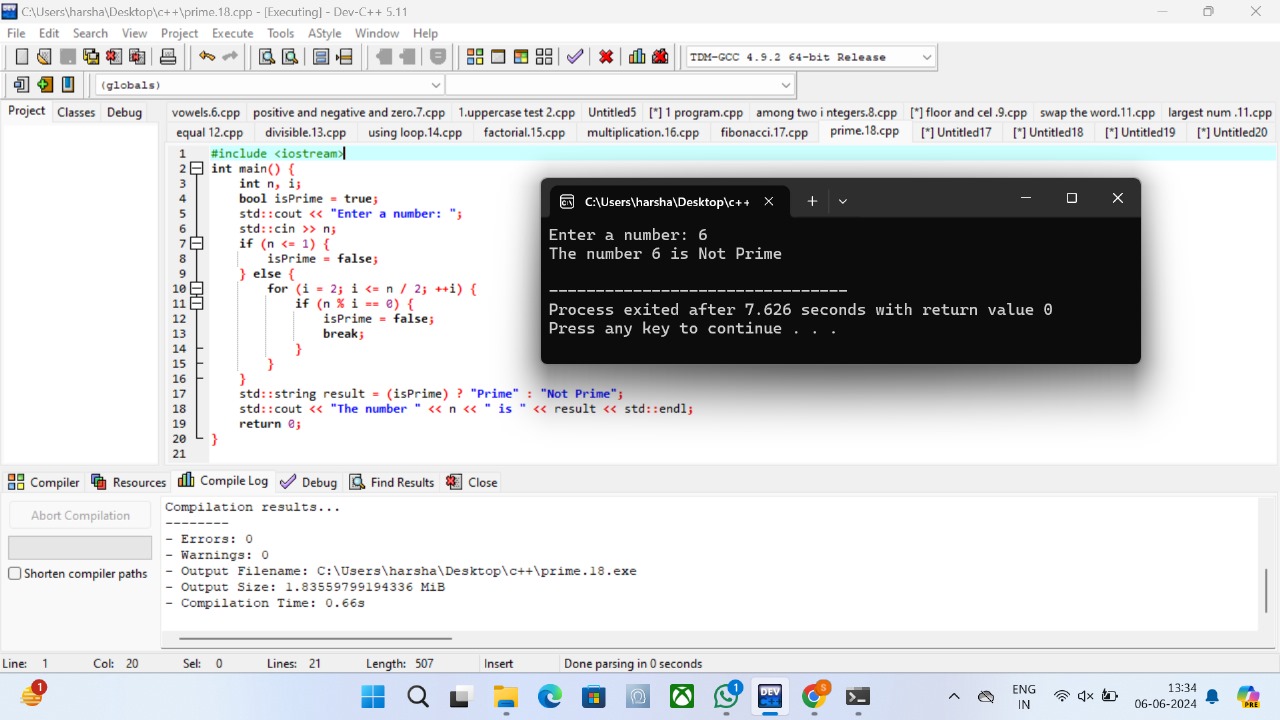 C:\Users\harsha\Desktop\c++\prime.18.cpp - [Executing] - Dev-C++ 5.11
File Edit Search View Project Execute Tools AStyle Window Help
TDM-GCC 4.9.2 64-bit Release
(globals)
Project Classes Debug
vowels.6.cpp positive and negative and zero.7.cpp 1.uppercase test 2.cpp Untitled5 [*] 1 program.cpp among two i ntegers.8.cpp [*] floor and cel .9.cpp swap the word.11.cpp largest num .11.cpp
equal 12.cpp divisible.13.cpp using loop.14.cpp factorial.15.cpp multiplication.16.cpp fibonacci.17.cpp prime.18.cpp [*] Untitled17 [*] Untitled18 [*] Untitled19 [*] Untitled20
1 #include <iostream>
2 int main() {
3 int n, i;
4 bool isPrime = true;
5 std::cout << "Enter a number: ";
6 std::cin >> n;
7 if (n <= 1) {
8 isPrime = false;
9 } else {
10 for (i = 2; i <= n / 2; ++i) {
11 if (n % i == 0) {
12 isPrime = false;
13 break;
14 }
15 }
16 }
17 std::string result = (isPrime) ? "Prime" : "Not Prime";
18 std::cout << "The number " << n << " is " << result << std::endl;
19 return 0;
20 }
21
C:\Users\harsha\Desktop\c++
Enter a number: 6
The number 6 is Not Prime
--------------------------------
Process exited after 7.626 seconds with return value 0
Press any key to continue . . .
Compiler Resources Compile Log Debug Find Results Close
Abort Compilation
Shorten compiler paths
Compilation results...
--------
- Errors: 0
- Warnings: 0
- Output Filename: C:\Users\harsha\Desktop\c++\prime.18.exe
- Output Size: 1.83559799194336 MiB
- Compilation Time: 0.66s
Line: 1 Col: 20 Sel: 0 Lines: 21 Length: 507 Insert Done parsing in 0 seconds
1
1
DEV
S
ENG
IN
13:34
06-06-2024
PRE